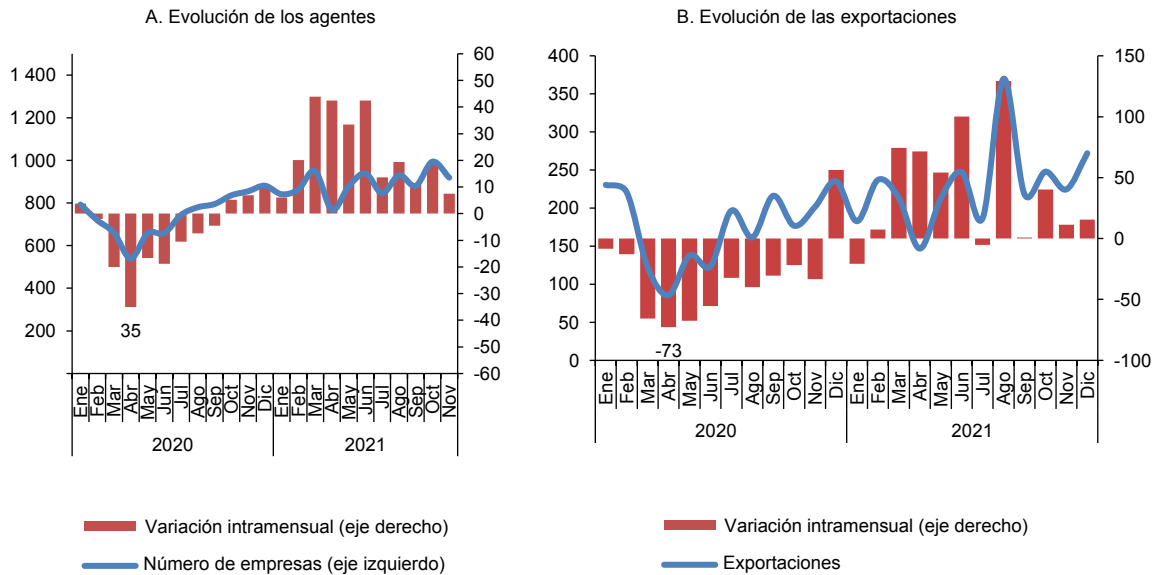 A. Evolución de los agentes
1 400
1 200
1 000
800
600
400
200
60
50
40
30
20
10
0
-10
-20
-30
-40
-50
-60
35
Ene
Feb
Mar
Abr
May
Jun
Jul
Ago
Sep
Oct
Nov
Dic
Ene
Feb
Mar
Abr
May
Jun
Jul
Ago
Sep
Oct
Nov
2020
2021
Variación intramensual (eje derecho)
Número de empresas (eje izquierdo)
B. Evolución de las exportaciones
400
350
300
250
200
150
100
50
0
150
100
50
0
-50
-100
-73
Ene
Feb
Mar
Abr
May
Jun
Jul
Ago
Sep
Oct
Nov
Dic
Ene
Feb
Mar
Abr
May
Jun
Jul
Ago
Sep
Oct
Nov
Dic
2020
2021
Variación intramensual (eje derecho)
Exportaciones